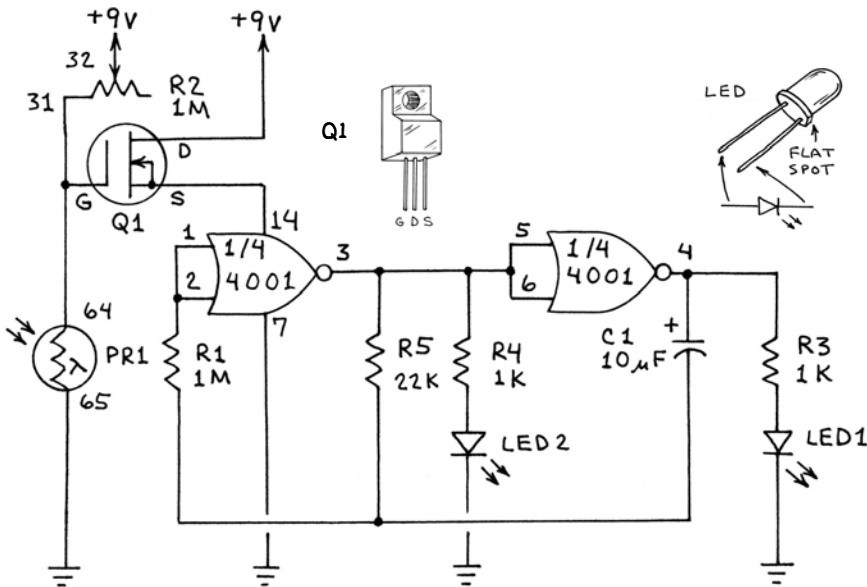 +9V
+9V
32
31
R2
1M
D
G
S
Q1
Q1
G D S
LED
FLAT
SPOT
14
1
2
1/4
4001
3
7
5
6
1/4
4001
4
64
65
PR1
R1
1M
R5
22K
R4
1K
C1
10µF
+
R3
1K
LED2
LED1